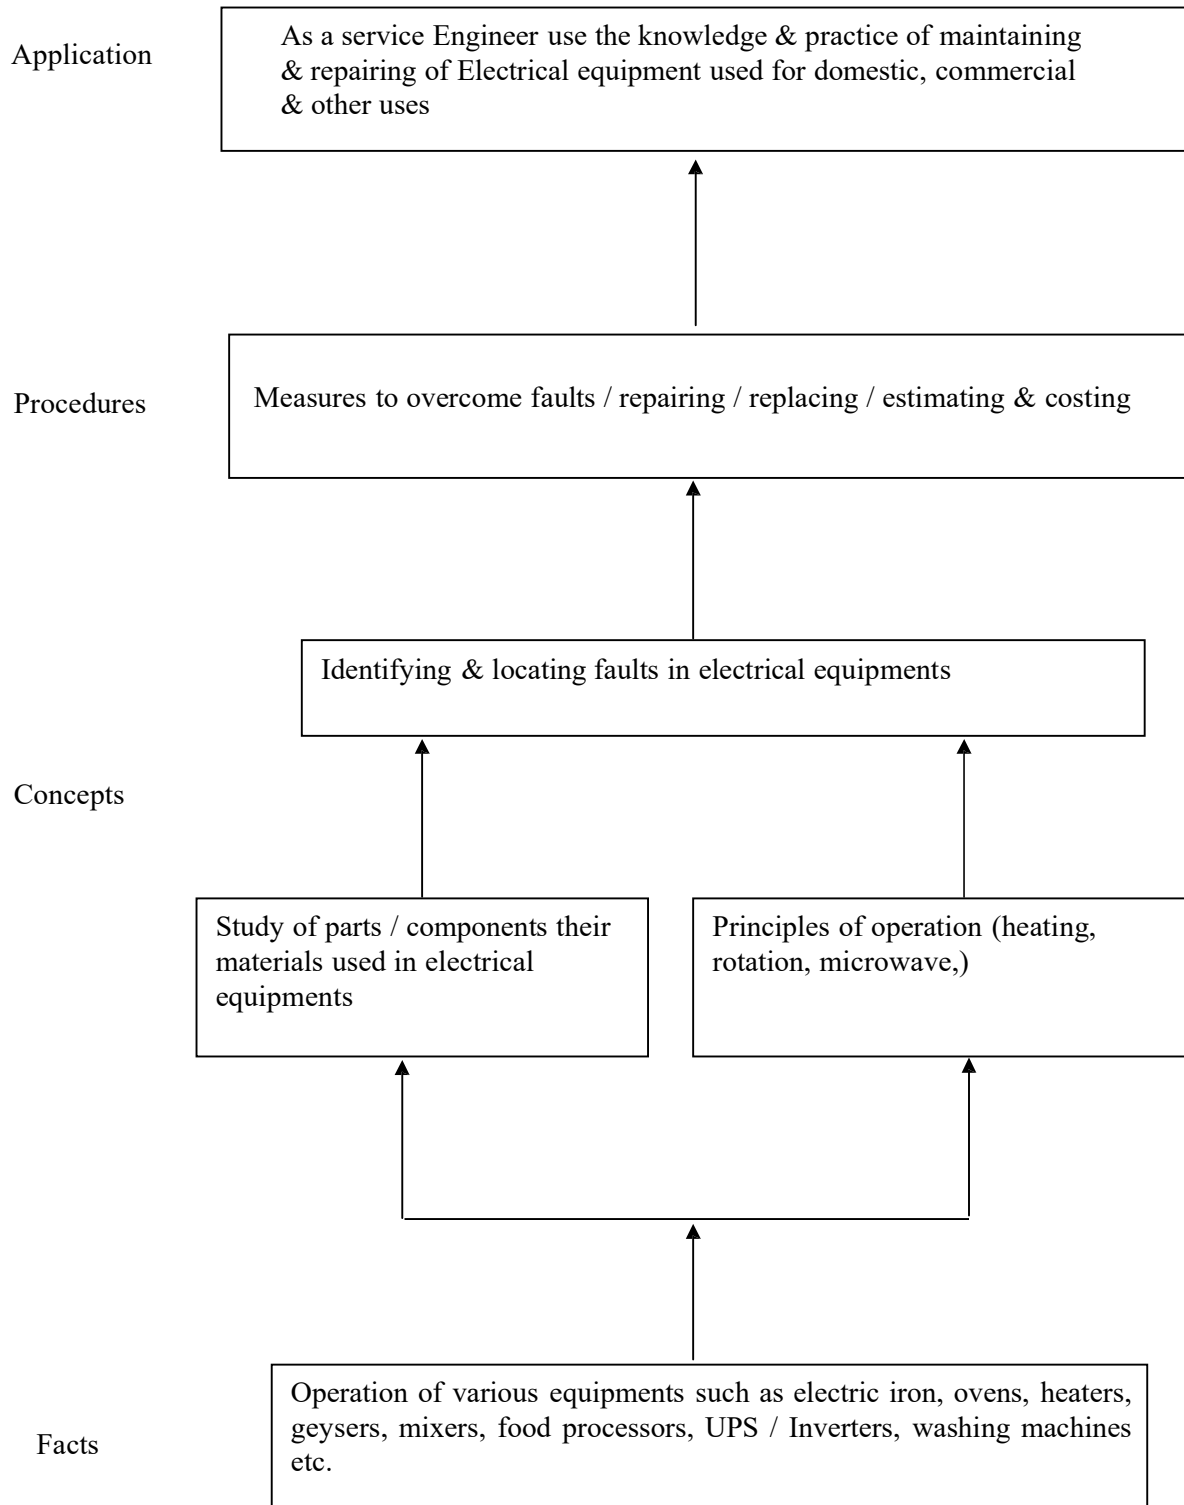 Application
As a service Engineer use the knowledge & practice of maintaining
& repairing of Electrical equipment used for domestic, commercial
& other uses
Procedures
Measures to overcome faults / repairing / replacing / estimating & costing
Identifying & locating faults in electrical equipments
Concepts
Study of parts / components their
materials used in electrical
equipments
Principles of operation (heating,
rotation, microwave,)
Operation of various equipments such as electric iron, ovens, heaters,
geysers, mixers, food processors, UPS / Inverters, washing machines
etc.
Facts